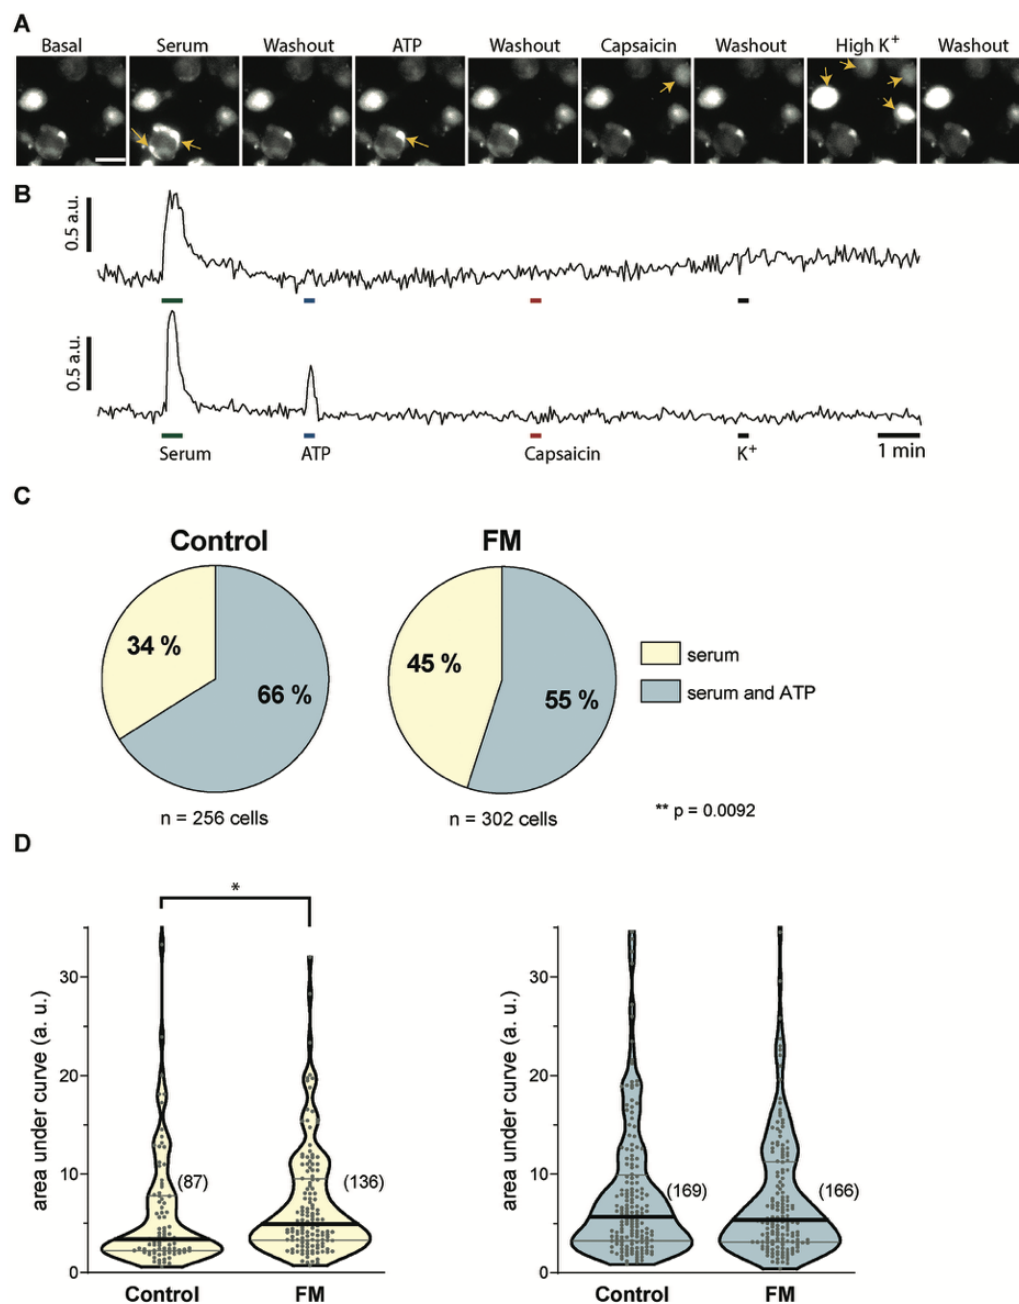 A
Basal Serum Washout ATP Washout Capsaicin Washout High K⁺ Washout
B
0.5 a.u.
0.5 a.u.
Serum ATP Capsaicin K⁺ 1 min
C
Control FM
34 % 66 % 45 % 55 %
serum
serum and ATP
n = 256 cells n = 302 cells ** p = 0.0092
D
*
area under curve (a. u.)
30
20
10
0
(87) (136)
Control FM
area under curve (a. u.)
30
20
10
0
(169) (166)
Control FM